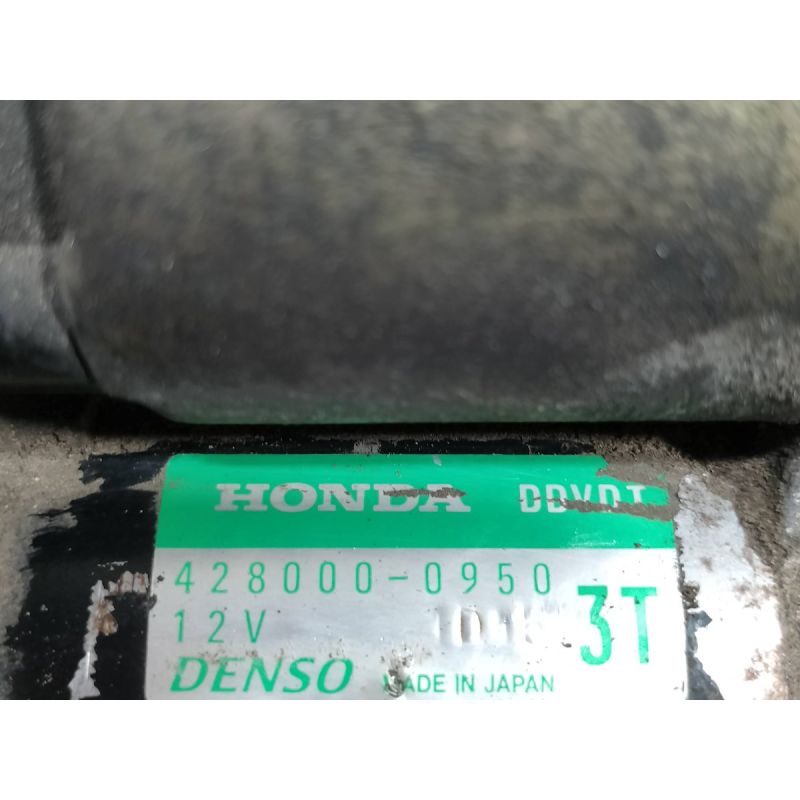 HONDA
428000-0950
12V 3T
DENSO MADE IN JAPAN